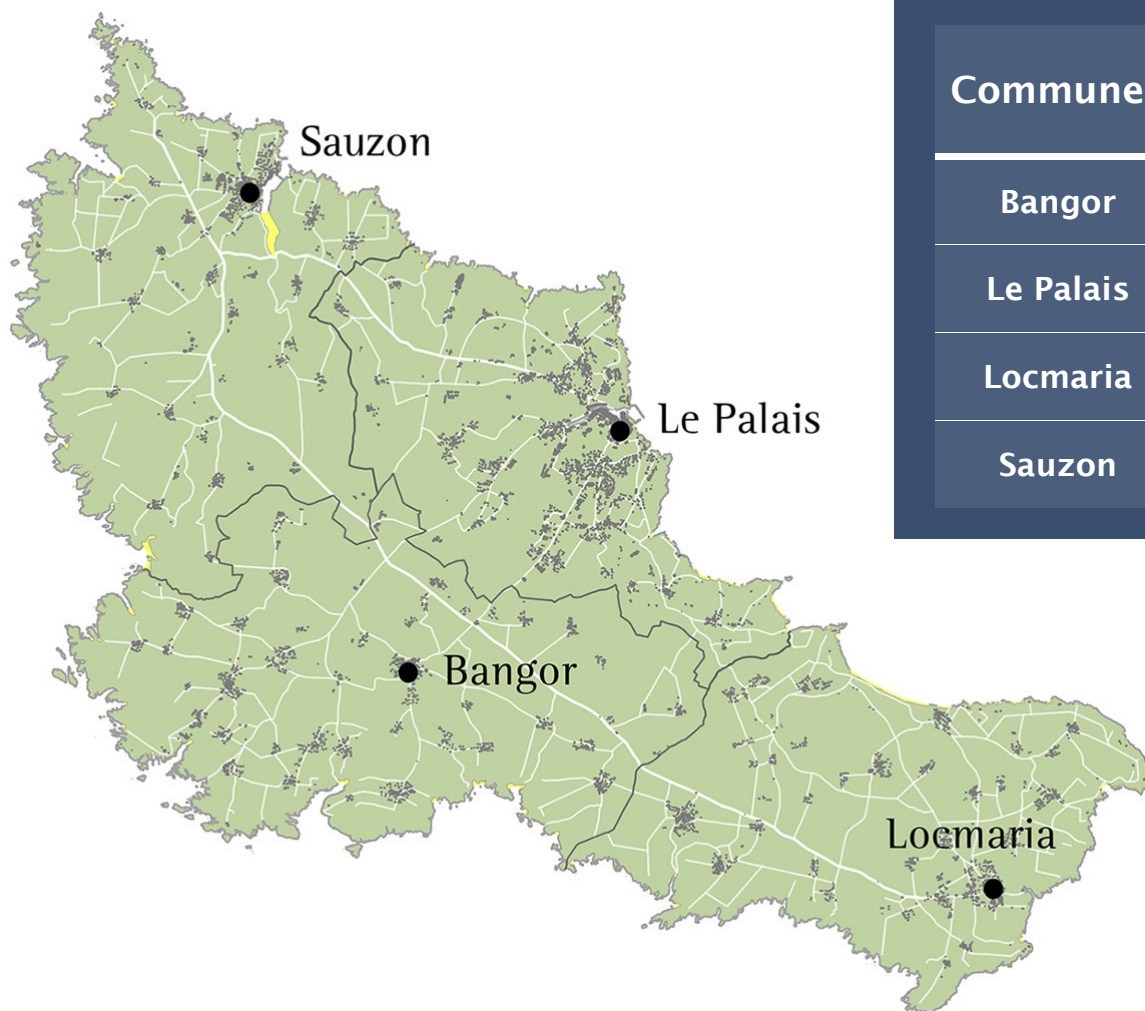 Sauzon
Le Palais
Bangor
Locmaria
Commune
Bangor
Le Palais
Locmaria
Sauzon